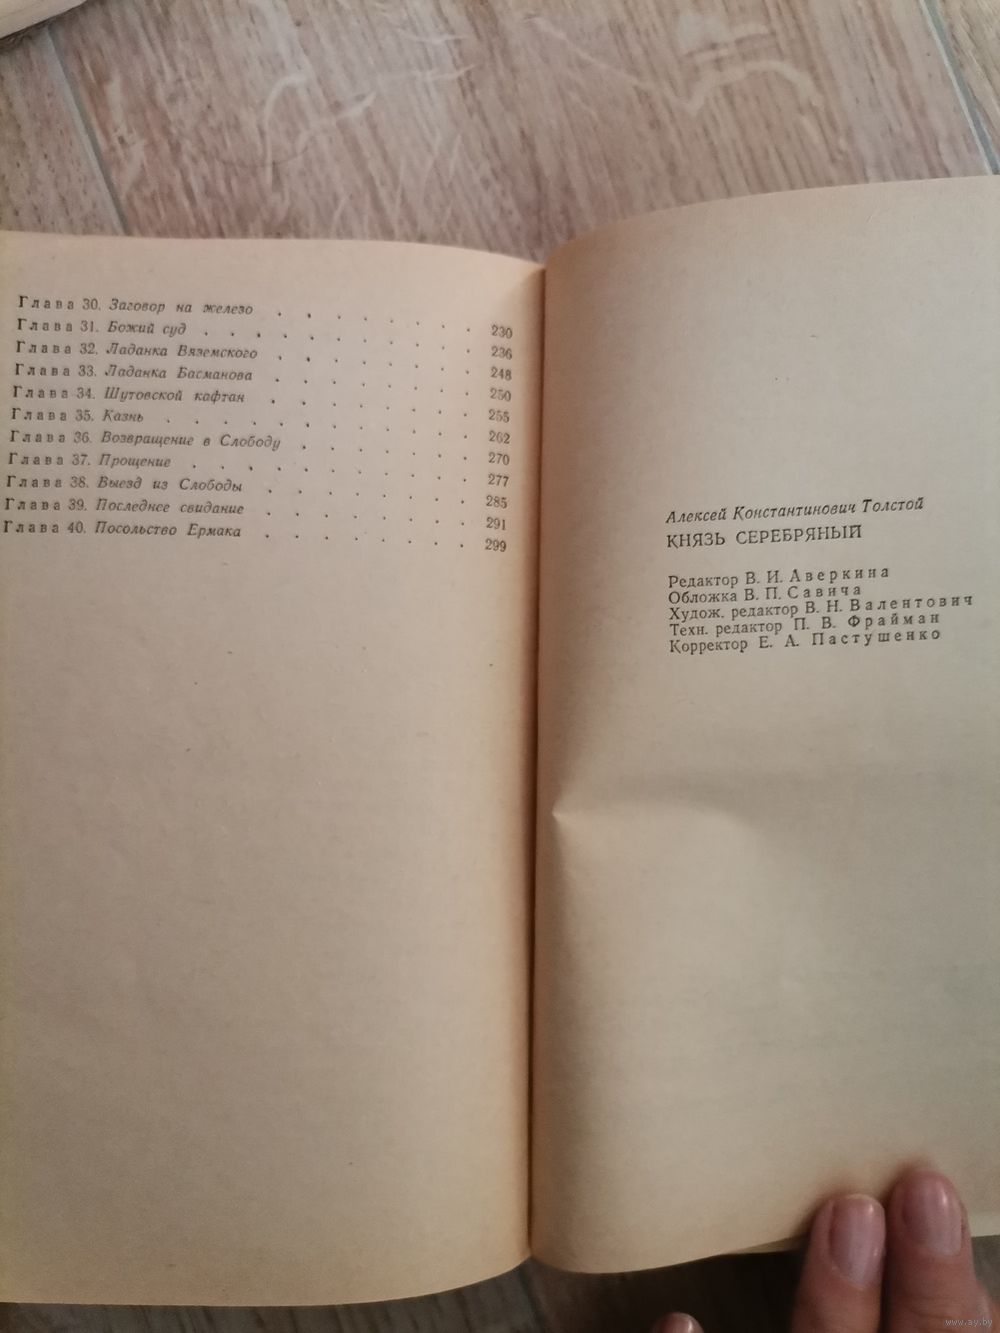 Глава 30. Заговор на железо . . . . . . . 230
Глава 31. Божий суд . . . . . . . . . . 236
Глава 32. Ладанка Вяземского . . . . . . . 248
Глава 33. Ладанка Басманова . . . . . . . 250
Глава 34. Шутовской кафтан . . . . . . . 255
Глава 35. Казнь . . . . . . . . . . . 262
Глава 36. Возвращение в Слободу . . . . . . 270
Глава 37. Прощение . . . . . . . . . . 277
Глава 38. Выезд из Слободы . . . . . . . . 285
Глава 39. Последнее свидание . . . . . . . 291
Глава 40. Посольство Ермака . . . . . . . 299
Алексей Константинович Толстой
КНЯЗЬ СЕРЕБРЯНЫЙ
Редактор В. И. Аверкина
Обложка В. П. Савича
Худож. редактор В. Н. Валентович
Техн. редактор П. В. Фрайман
Корректор Е. А. Пастушенко
www.ay.by